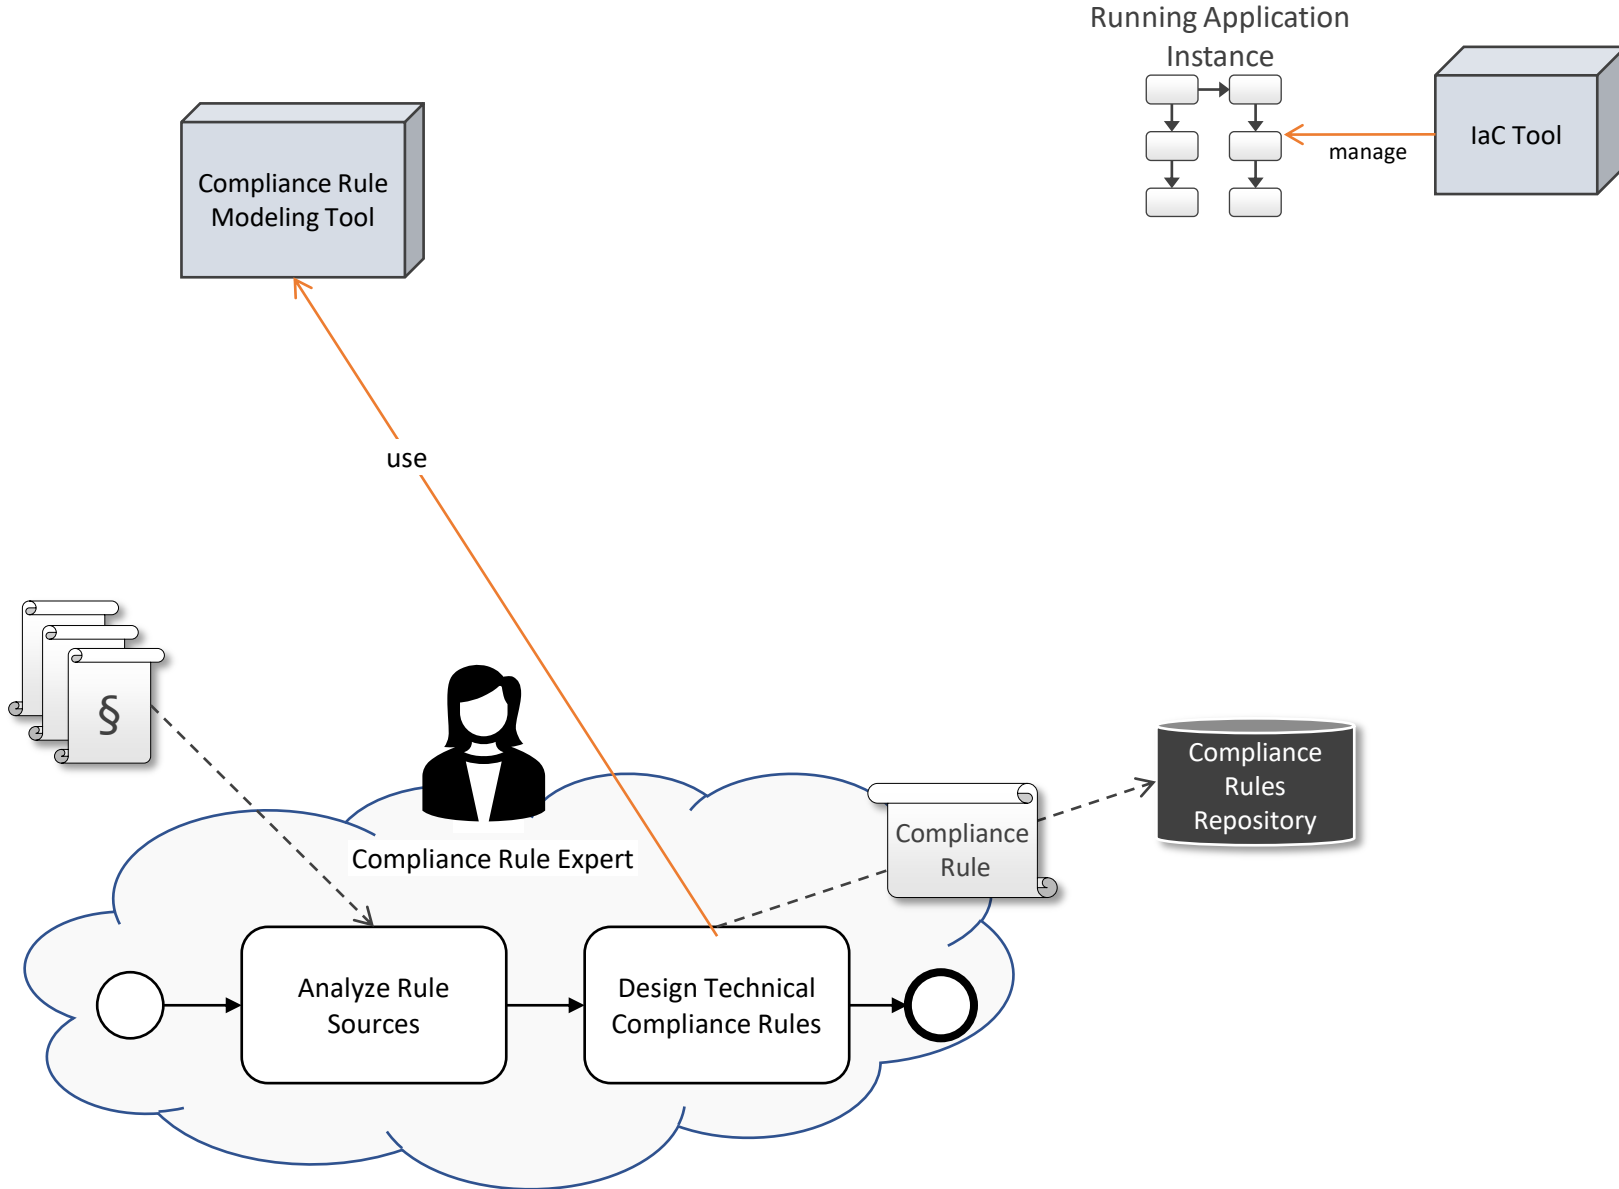 Running Application
Instance
IaC Tool
manage
Compliance Rule
Modeling Tool
use
§
Compliance Rule Expert
Compliance
Rule
Compliance
Rules
Repository
Analyze Rule
Sources
Design Technical
Compliance Rules